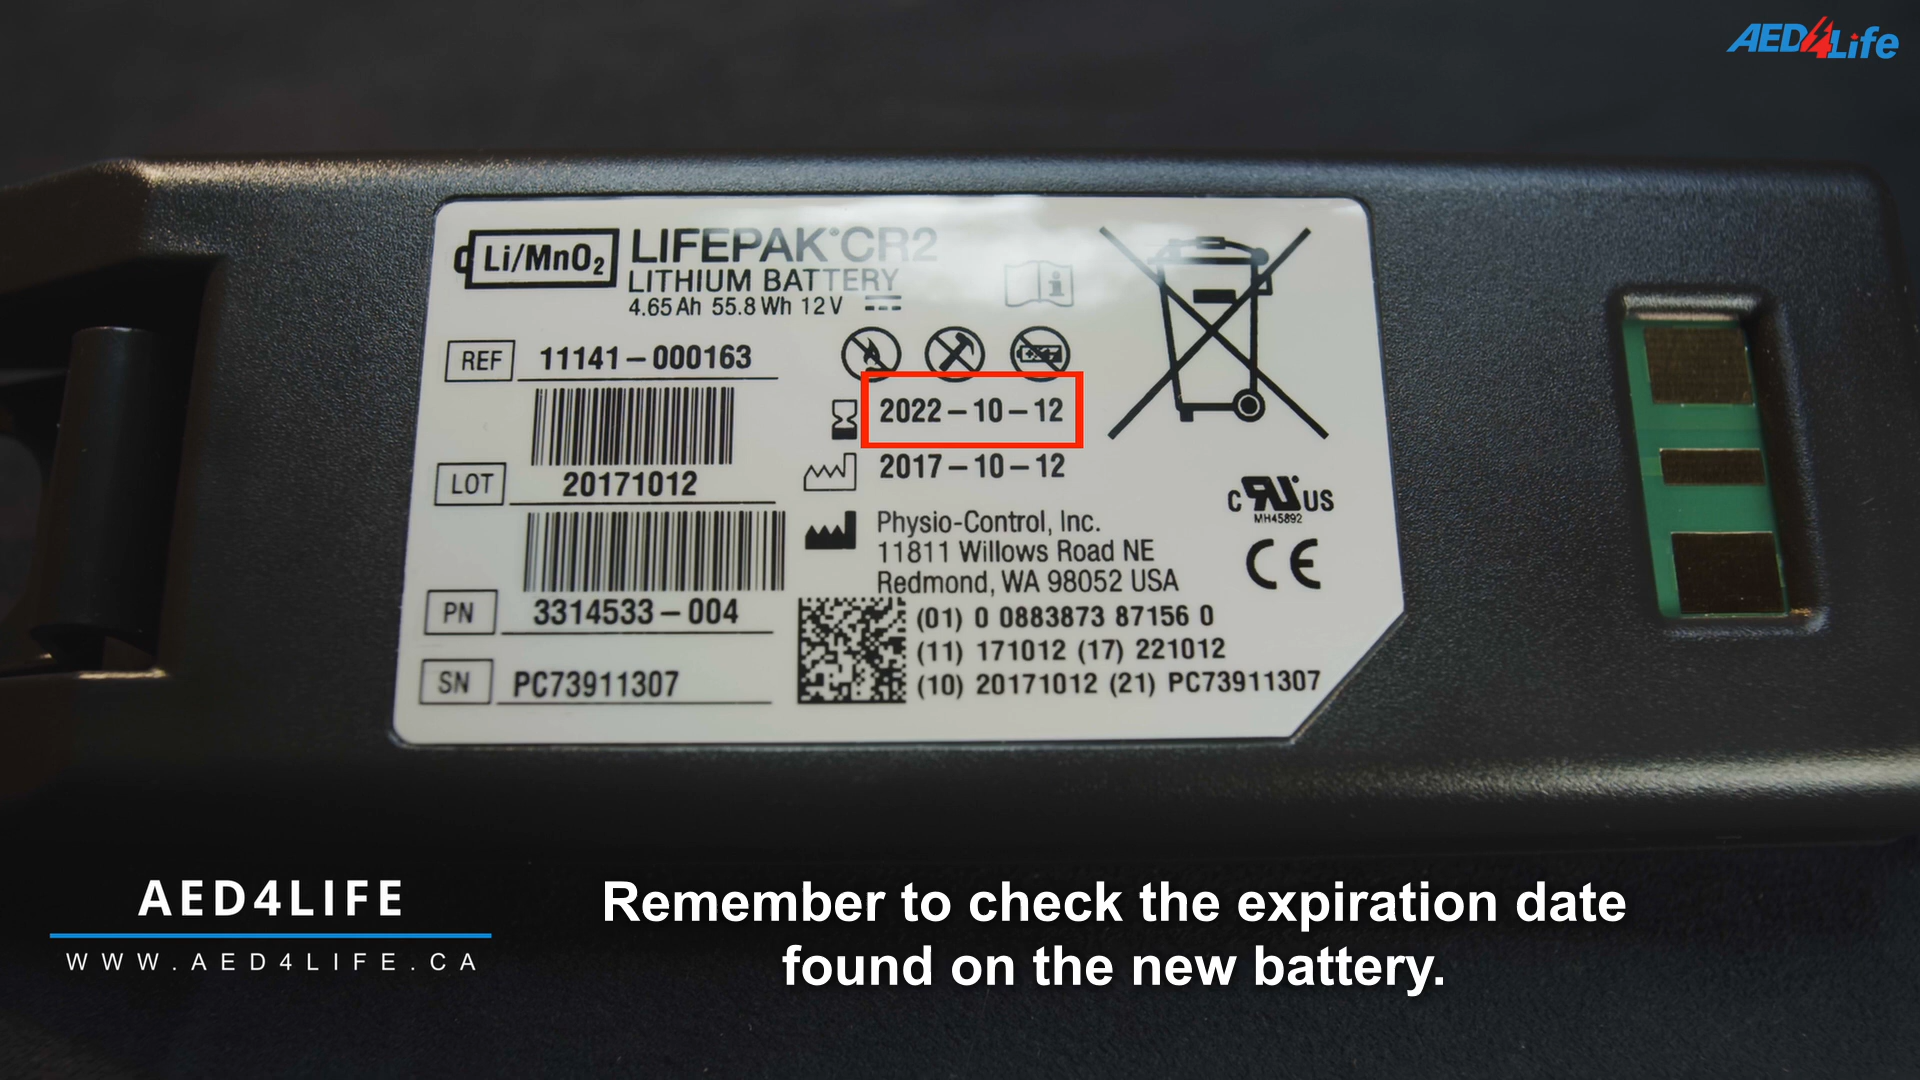 AED4Life
Li/MnO2
LIFEPAK CR2
LITHIUM BATTERY
4.65 Ah 55.8 Wh 12 V
REF 11141-000163
2022-10-12
LOT 20171012
2017-10-12
Physio-Control, Inc.
11811 Willows Road NE
Redmond, WA 98052 USA
C RU US
MH45892
CE
PN 3314533-004
(01) 0 0883873 87156 0
(11) 171012 (17) 221012
(10) 20171012 (21) PC73911307
SN PC73911307
AED4LIFE
WWW.AED4LIFE.CA
Remember to check the expiration date
found on the new battery.